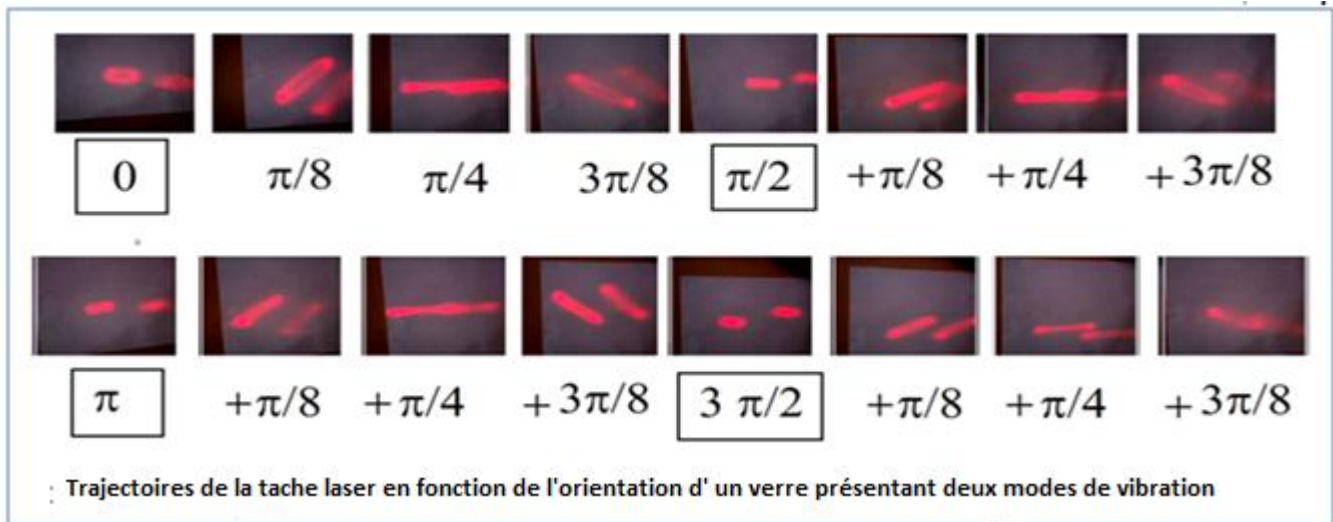 0 π/8 π/4 3π/8 π/2 +π/8 +π/4 +3π/8
π +π/8 +π/4 +3π/8 3 π/2 +π/8 +π/4 +3π/8
: Trajectoires de la tache laser en fonction de l'orientation d' un verre présentant deux modes de vibration